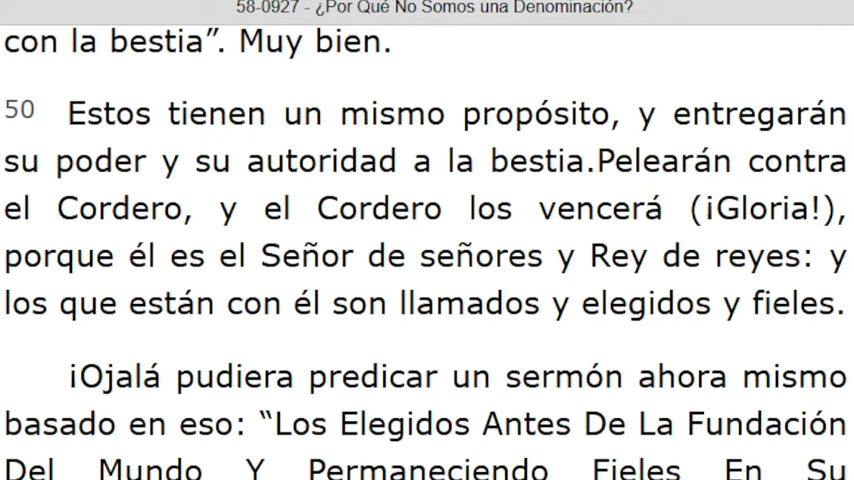 58-0927 - ¿Por Qué No Somos una Denominación?
con la bestia”. Muy bien.
50 Estos tienen un mismo propósito, y entregarán
su poder y su autoridad a la bestia.Pelearán contra
el Cordero, y el Cordero los vencerá (¡Gloria!),
porque él es el Señor de señores y Rey de reyes: y
los que están con él son llamados y elegidos y fieles.
¡Ojalá pudiera predicar un sermón ahora mismo
basado en eso: “Los Elegidos Antes De La Fundación
Del Mundo Y Permaneciendo Fieles En Su